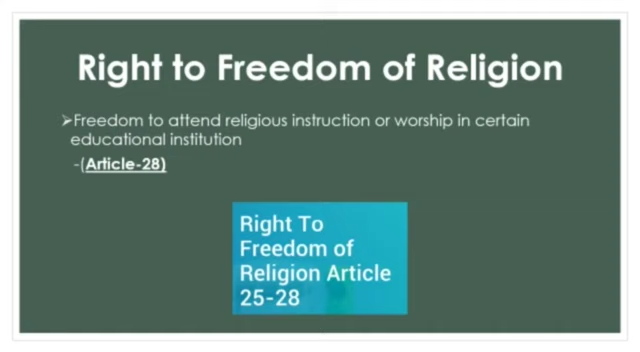 Right to Freedom of Religion
➢Freedom to attend religious instruction or worship in certain
educational institution
-(Article-28)
Right To
Freedom of
Religion Article
25-28